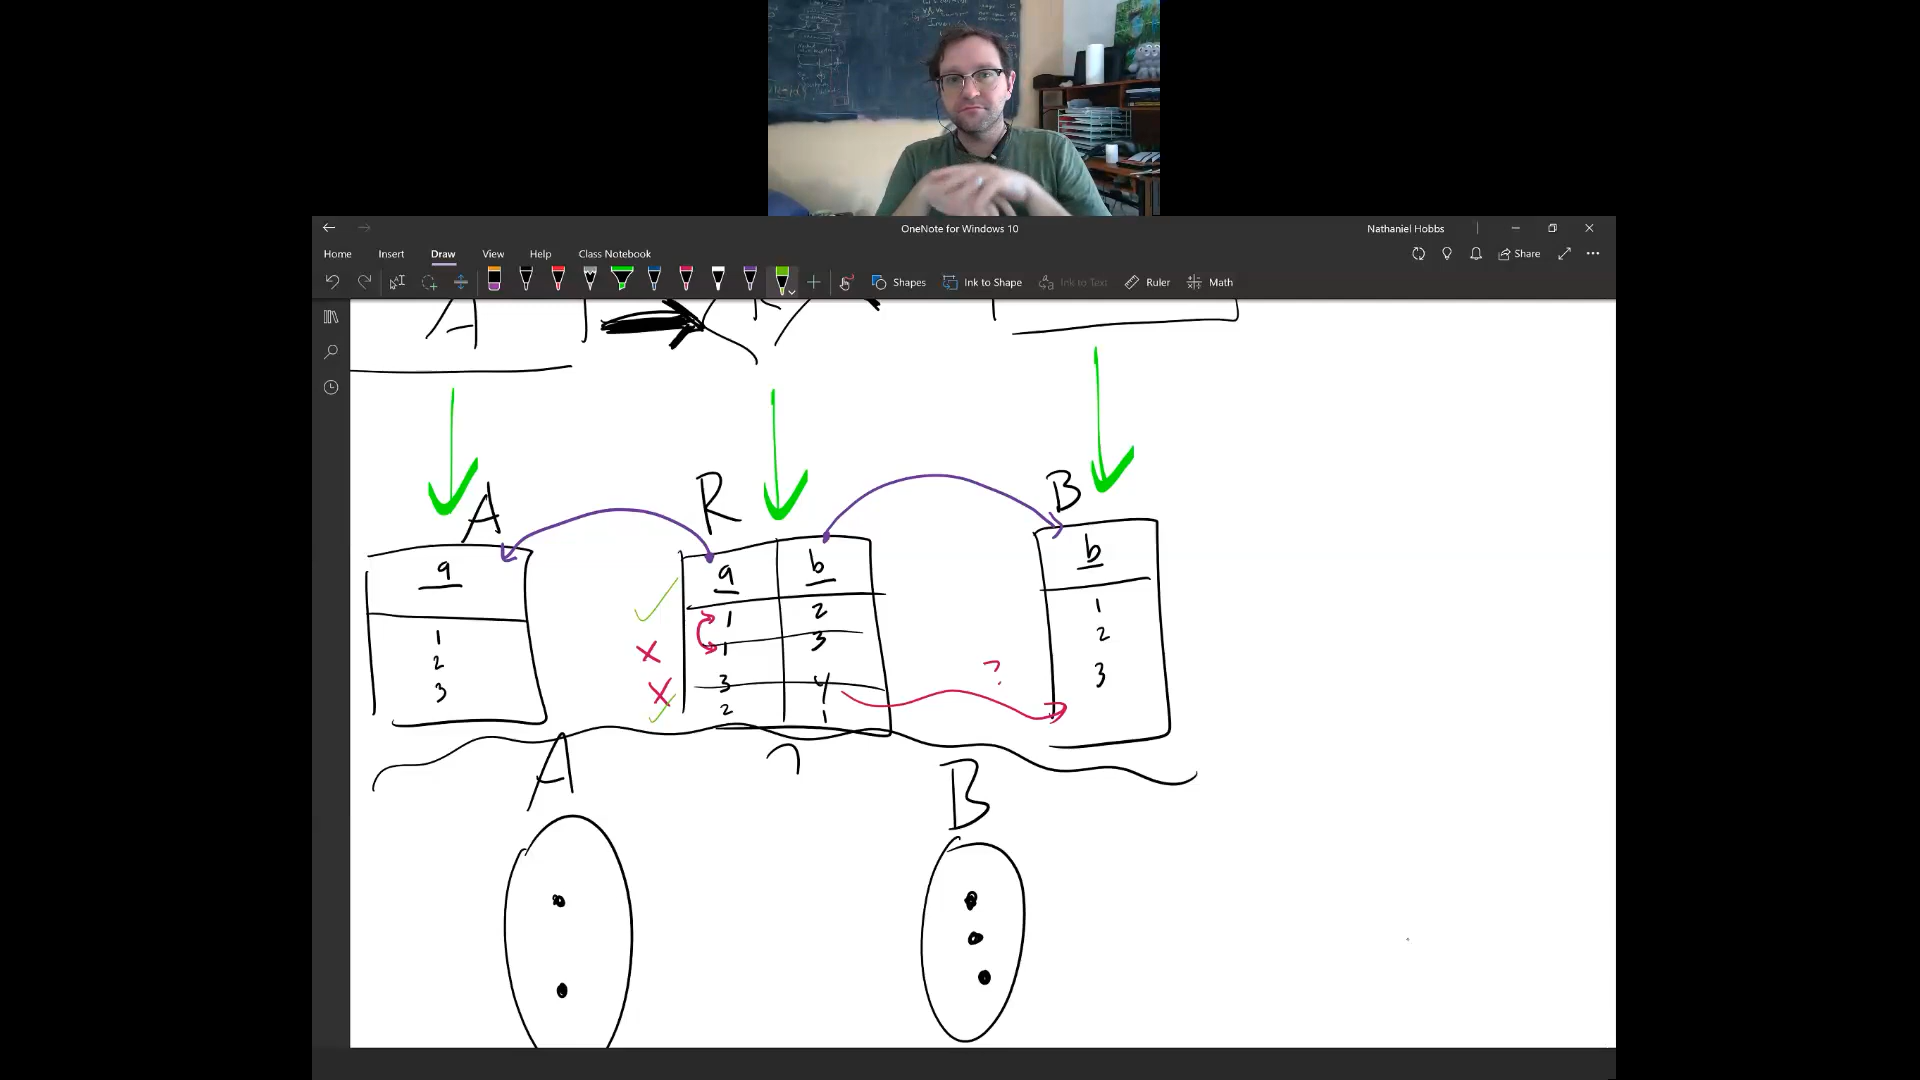 OneNote for Windows 10
Nathaniel Hobbs
Home Insert Draw View Help Class Notebook
Share
Shapes Ink to Shape Ink to Text Ruler Math
A
A R B
a
1
2
3
a b
1 2
1 3
3 4
2 1
b
1
2
3
?
A B